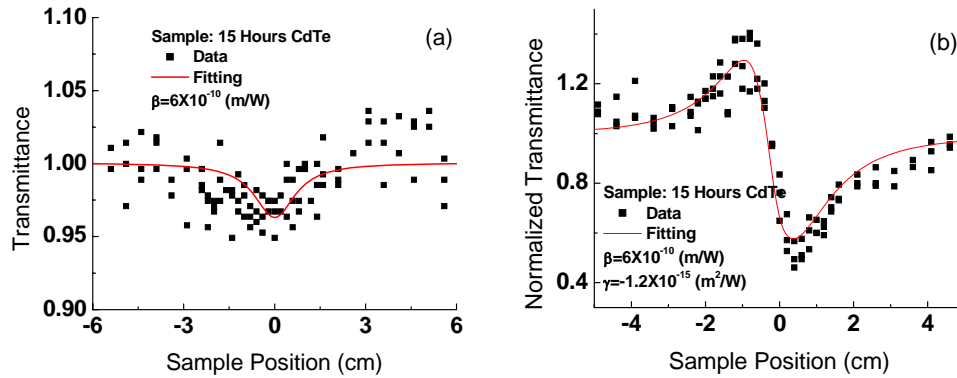 (a)
Sample: 15 Hours CdTe
Data
Fitting
β=6X10⁻¹⁰ (m/W)
1.10
1.05
1.00
0.95
0.90
Transmittance
-6 -3 0 3 6
Sample Position (cm)
(b)
1.2
0.8
0.4
Normalized Transmittance
Sample: 15 Hours CdTe
Data
Fitting
β=6X10⁻¹⁰ (m/W)
γ=-1.2X10⁻¹⁵ (m²/W)
-4 -2 0 2 4
Sample Position (cm)